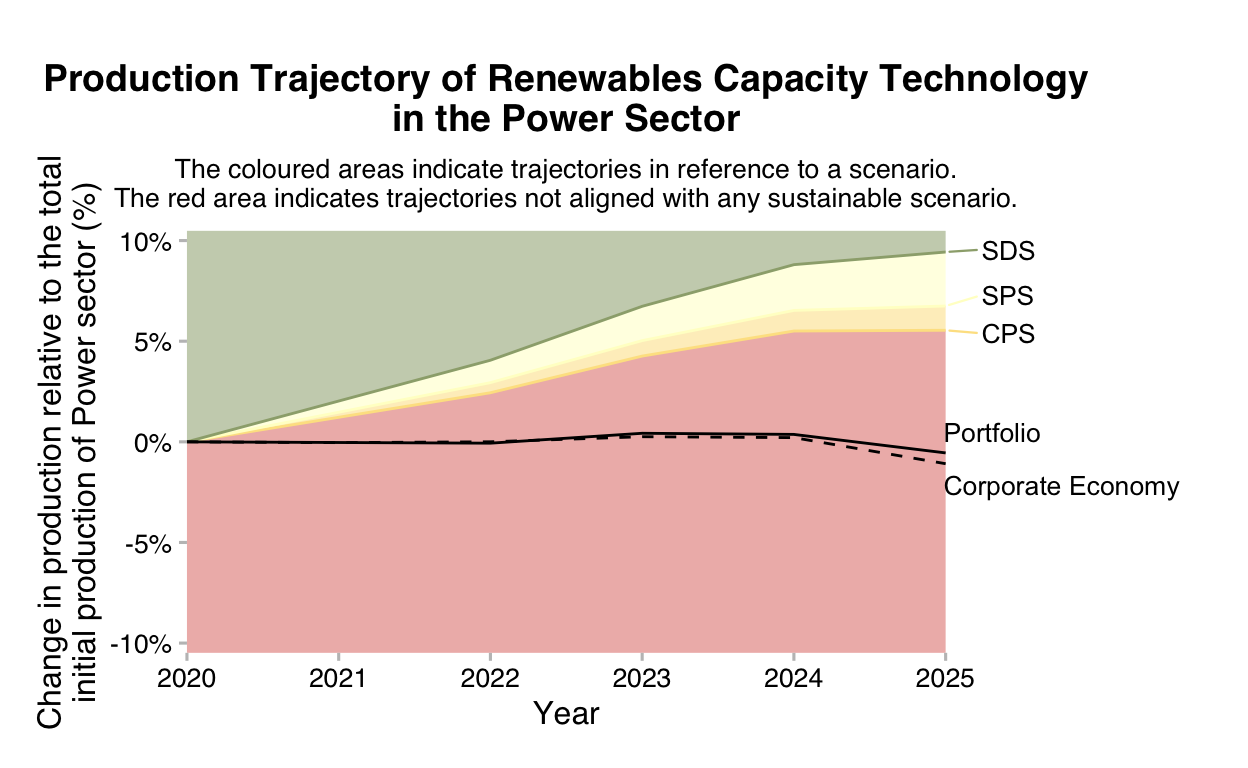 Production Trajectory of Renewables Capacity Technology
in the Power Sector
The coloured areas indicate trajectories in reference to a scenario.
The red area indicates trajectories not aligned with any sustainable scenario.
Change in production relative to the total
initial production of Power sector (%)
10%
5%
0%
-5%
-10%
SDS
SPS
CPS
Portfolio
Corporate Economy
2020 2021 2022 2023 2024 2025
Year